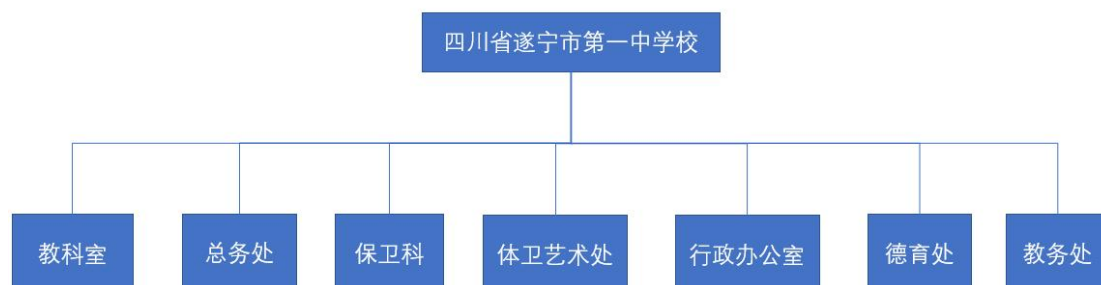 四川省遂宁市第一中学校
教科室
总务处
保卫科
体卫艺术处
行政办公室
德育处
教务处